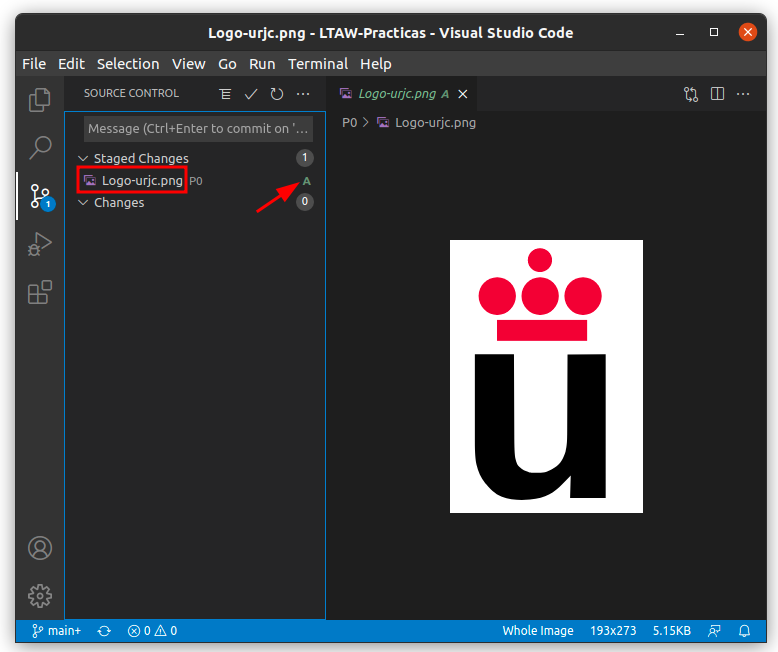 Logo-urjc.png - LTAW-Practicas - Visual Studio Code
File Edit Selection View Go Run Terminal Help
SOURCE CONTROL
Logo-urjc.png A
P0 > Logo-urjc.png
Message (Ctrl+Enter to commit on '...
Staged Changes 1
Logo-urjc.png P0 A
Changes 0
1
u
main+ 0 0 Whole Image 193x273 5.15KB